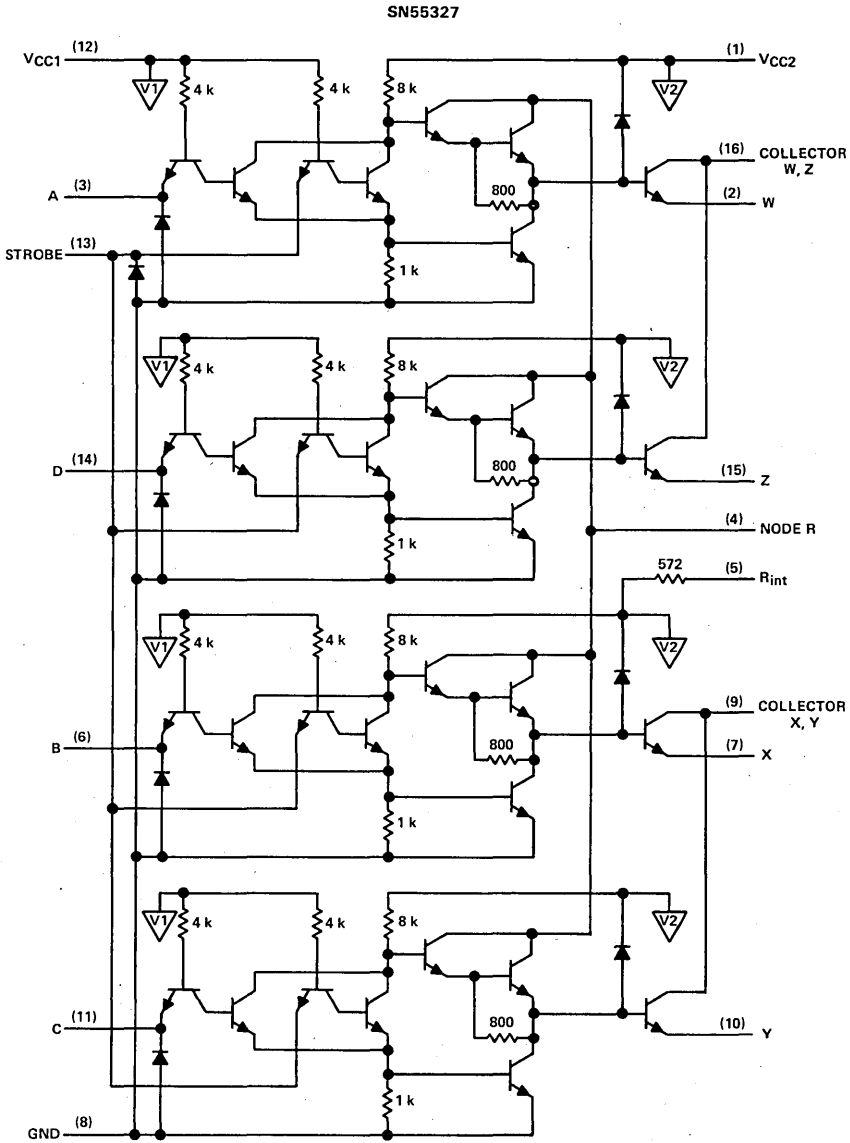 SN55327
VCC1 (12)
(1) VCC2
V1
4 k
4 k
8 k
V2
(16) COLLECTOR W, Z
A (3)
800
(2) W
STROBE (13)
1 k
V1
4 k
4 k
8 k
V2
D (14)
800
(15) Z
(4) NODE R
1 k
572
(5) Rint
V1
4 k
4 k
8 k
V2
(9) COLLECTOR X, Y
B (6)
800
(7) X
1 k
V1
4 k
4 k
8 k
V2
C (11)
800
(10) Y
1 k
GND (8)